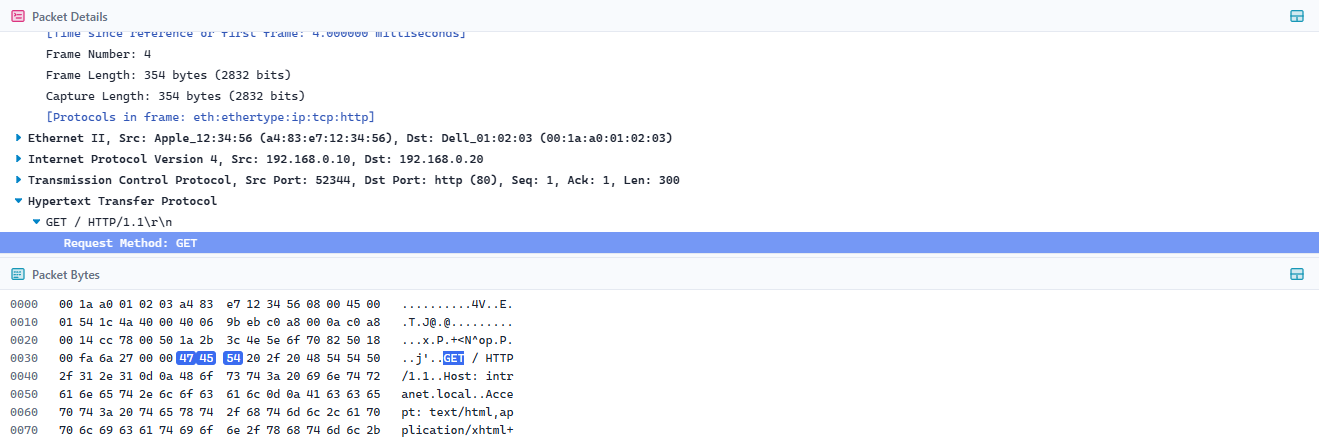 Packet Details
[Time since reference or first frame: 4.000000 milliseconds]
Frame Number: 4
Frame Length: 354 bytes (2832 bits)
Capture Length: 354 bytes (2832 bits)
[Protocols in frame: eth:ethertype:ip:tcp:http]
Ethernet II, Src: Apple_12:34:56 (a4:83:e7:12:34:56), Dst: Dell_01:02:03 (00:1a:a0:01:02:03)
Internet Protocol Version 4, Src: 192.168.0.10, Dst: 192.168.0.20
Transmission Control Protocol, Src Port: 52344, Dst Port: http (80), Seq: 1, Ack: 1, Len: 300
Hypertext Transfer Protocol
GET / HTTP/1.1\r\n
Request Method: GET
Packet Bytes
0000 00 1a a0 01 02 03 a4 83 e7 12 34 56 08 00 45 00 ..........4V..E.
0010 01 54 1c 4a 40 00 40 06 9b eb c0 a8 00 0a c0 a8 .T.J@.@.........
0020 00 14 cc 78 00 50 1a 2b 3c 4e 5e 6f 70 82 50 18 ...x.P.+<N^op.P.
0030 00 fa 6a 27 00 00 47 45 54 20 2f 20 48 54 54 50 ..j'..GET / HTTP
0040 2f 31 2e 31 0d 0a 48 6f 73 74 3a 20 69 6e 74 72 /1.1..Host: intr
0050 61 6e 65 74 2e 6c 6f 63 61 6c 0d 0a 41 63 63 65 anet.local..Acce
0060 70 74 3a 20 74 65 78 74 2f 68 74 6d 6c 2c 61 70 pt: text/html,ap
0070 70 6c 69 63 61 74 69 6f 6e 2f 78 68 74 6d 6c 2b plication/xhtml+